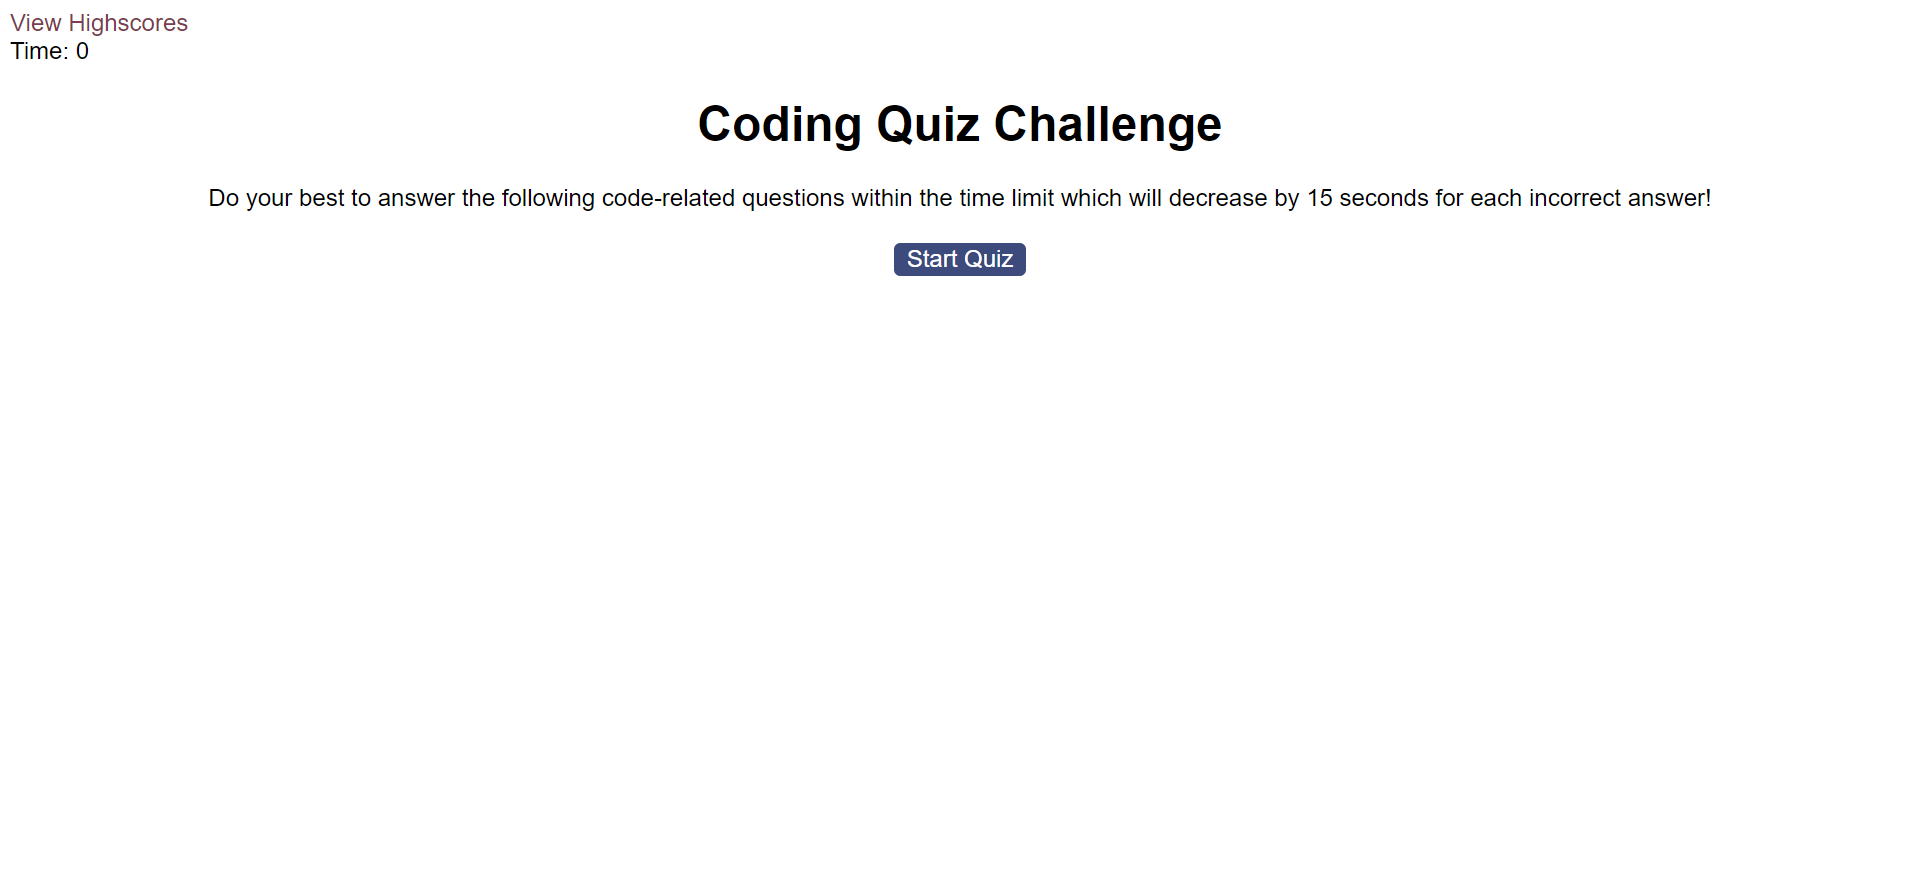 View Highscores
Time: 0
Coding Quiz Challenge
Do your best to answer the following code-related questions within the time limit which will decrease by 15 seconds for each incorrect answer!
Start Quiz